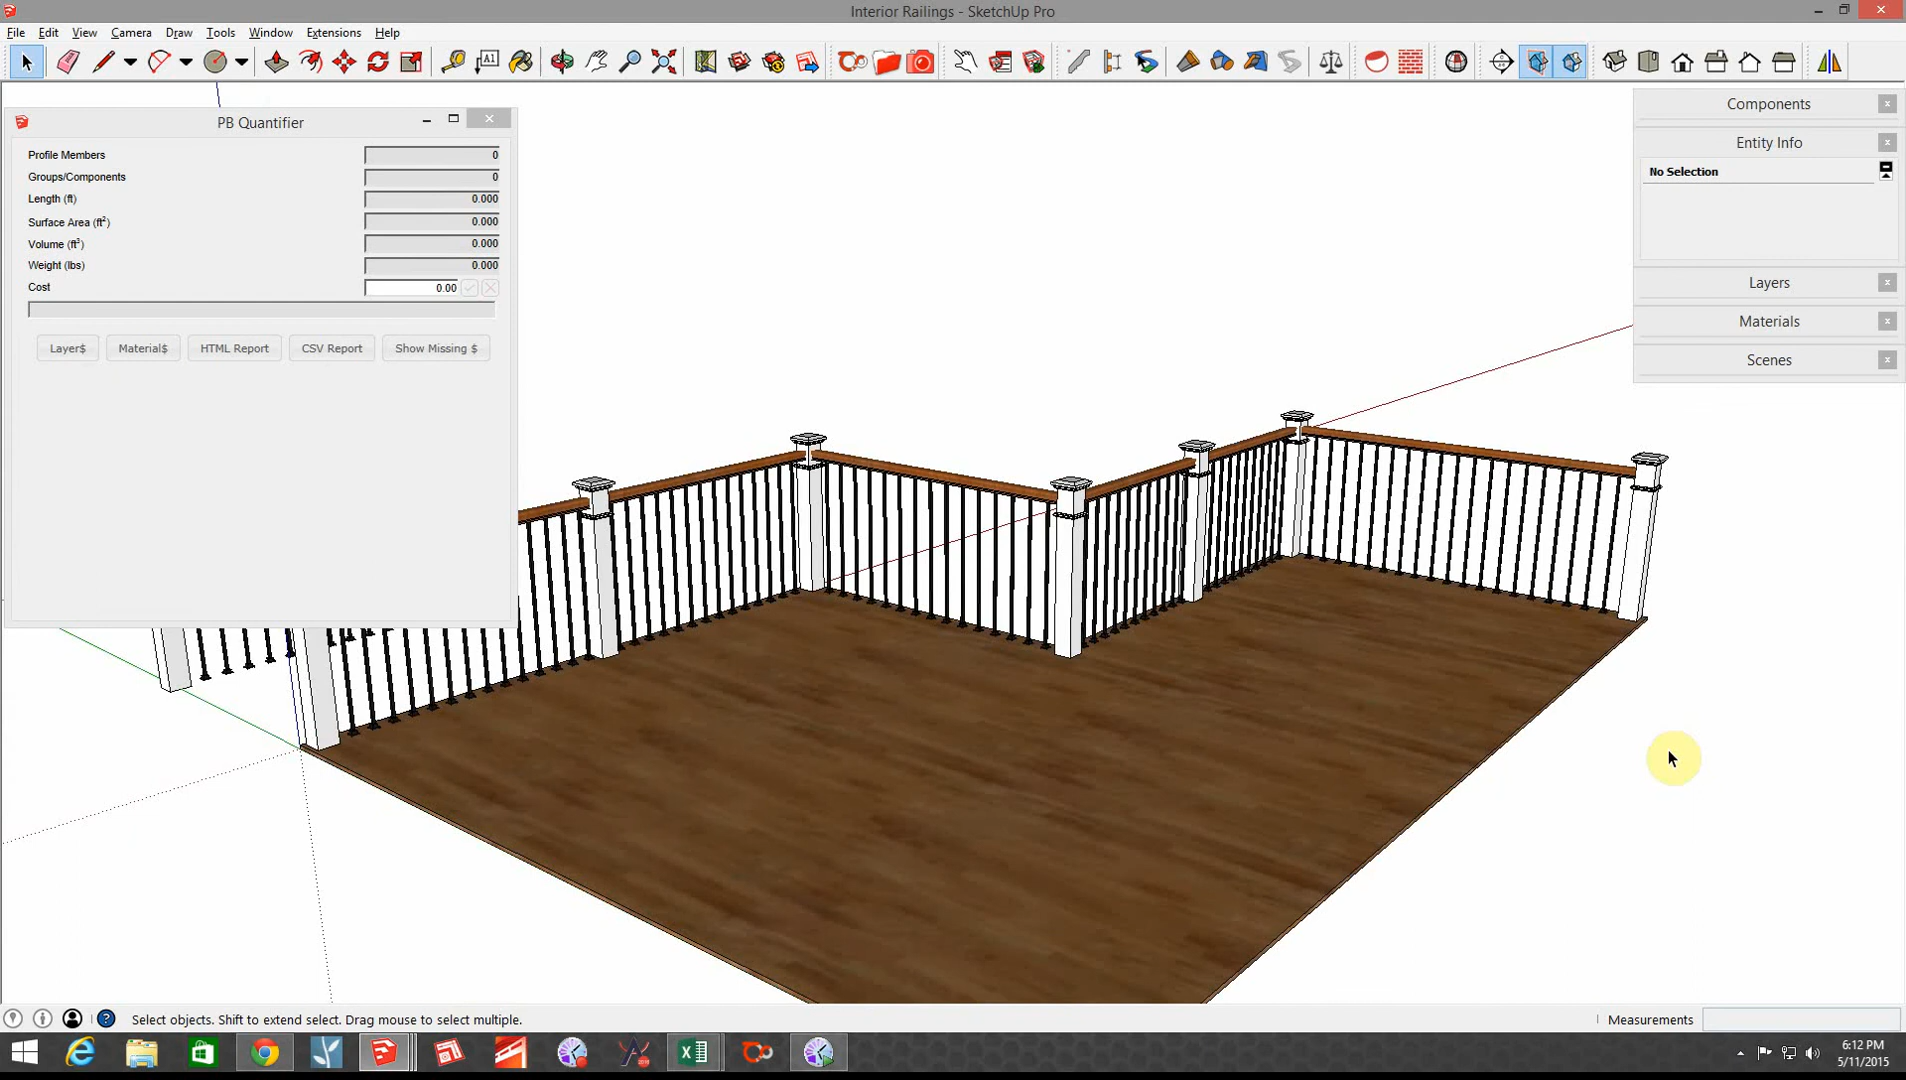 Interior Railings - SketchUp Pro
File Edit View Camera Draw Tools Window Extensions Help
A1
PB Quantifier
Profile Members 0
Groups/Components 0
Length (ft) 0.000
Surface Area (ft²) 0.000
Volume (ft³) 0.000
Weight (lbs) 0.000
Cost 0.00
Layer$ Material$ HTML Report CSV Report Show Missing $
Components
Entity Info
No Selection
Layers
Materials
Scenes
Select objects. Shift to extend select. Drag mouse to select multiple.
Measurements
6:12 PM
5/11/2015